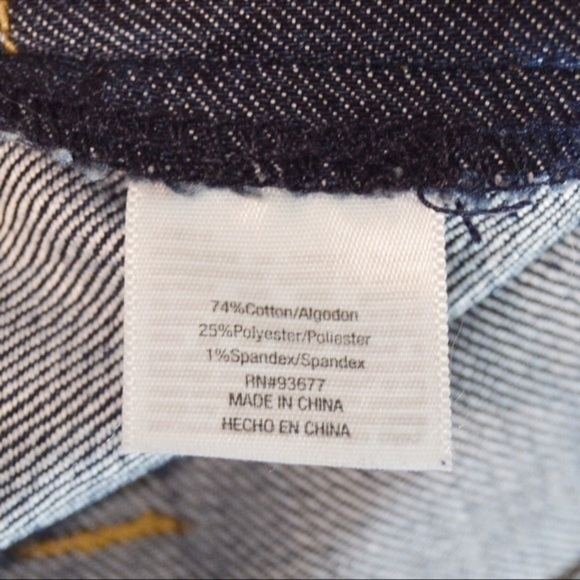 74%Cotton/Algodon
25%Polyester/Poliester
1%Spandex/Spandex
RN#93677
MADE IN CHINA
HECHO EN CHINA